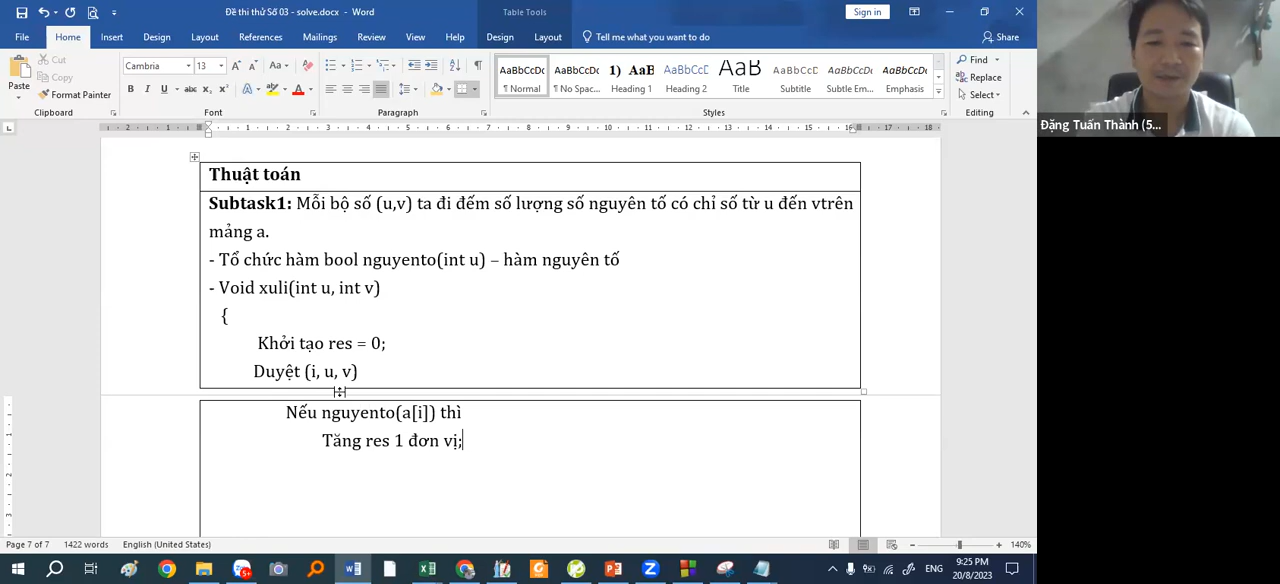 Đề thi thử Số 03 - solve.docx - Word
Table Tools
Sign in
File
Home
Insert
Design
Layout
References
Mailings
Review
View
Help
Design
Layout
Tell me what you want to do
Share
Paste
Cut
Copy
Format Painter
Clipboard
Cambria
13
Font
Paragraph
AaBbCcDc
¶ Normal
AaBbCcDc
¶ No Spac...
1) AaB
Heading 1
AaBbCcD
Heading 2
AaB
Title
AaBbCcD
Subtitle
AaBbCcDc
Subtle Em...
AaBbCcDc
Emphasis
Styles
Find
Replace
Select
Editing
Đặng Tuấn Thành (5...
Thuật toán
Subtask1: Mỗi bộ số (u,v) ta đi đếm số lượng số nguyên tố có chỉ số từ u đến vtrên
mảng a.
- Tổ chức hàm bool nguyento(int u) – hàm nguyên tố
- Void xuli(int u, int v)
{
Khởi tạo res = 0;
Duyệt (i, u, v)
Nếu nguyento(a[i]) thì
Tăng res 1 đơn vị;
Page 7 of 7
1422 words
English (United States)
140%
ENG
9:25 PM
20/8/2023